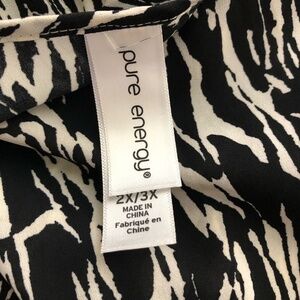 pure energy®
2X/3X
MADE IN
CHINA
Fabriqué en
Chine